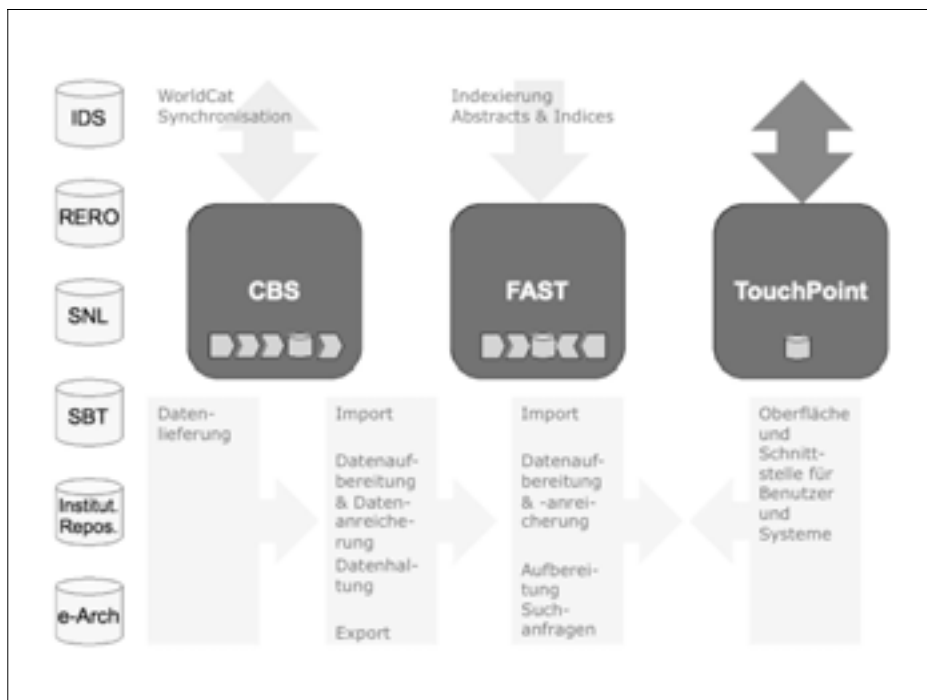 IDS
RERO
SNL
SBT
Institut.
Repos.
e-Arch
WorldCat
Synchronisation
Indexierung
Abstracts & Indices
CBS
FAST
TouchPoint
Daten-
lieferung
Import
Datenauf-
bereitung
& Daten-
anreiche-
rung
Datenhal-
tung
Export
Import
Datenauf-
bereitung
& -anrei-
cherung
Aufberei-
tung
Such-
anfragen
Oberfläche
und
Schnitt-
stelle für
Benutzer
und
Systeme